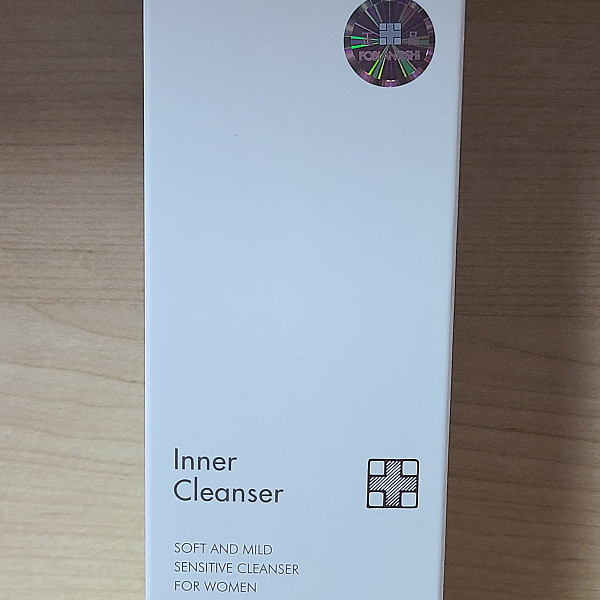 Inner
Cleanser
SOFT AND MILD
SENSITIVE CLEANSER
FOR WOMEN